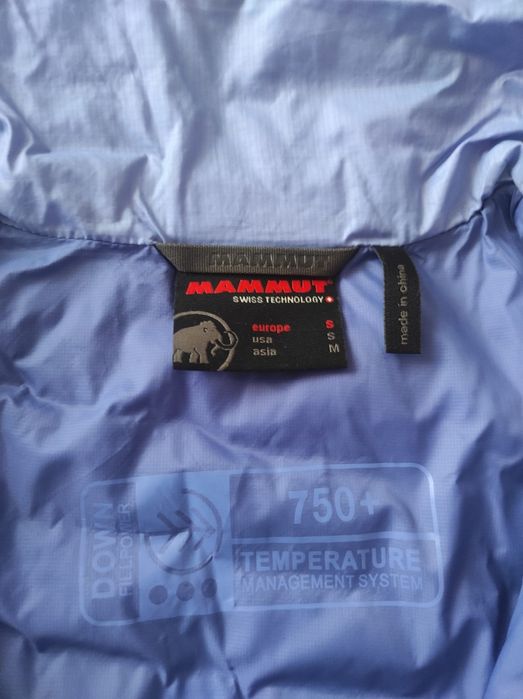 MAMMUT
MAMMUT
SWISS TECHNOLOGY
europe S
usa S
asia M
made in china
DOWN
FILLPOWER
750+
TEMPERATURE
MANAGEMENT SYSTEM